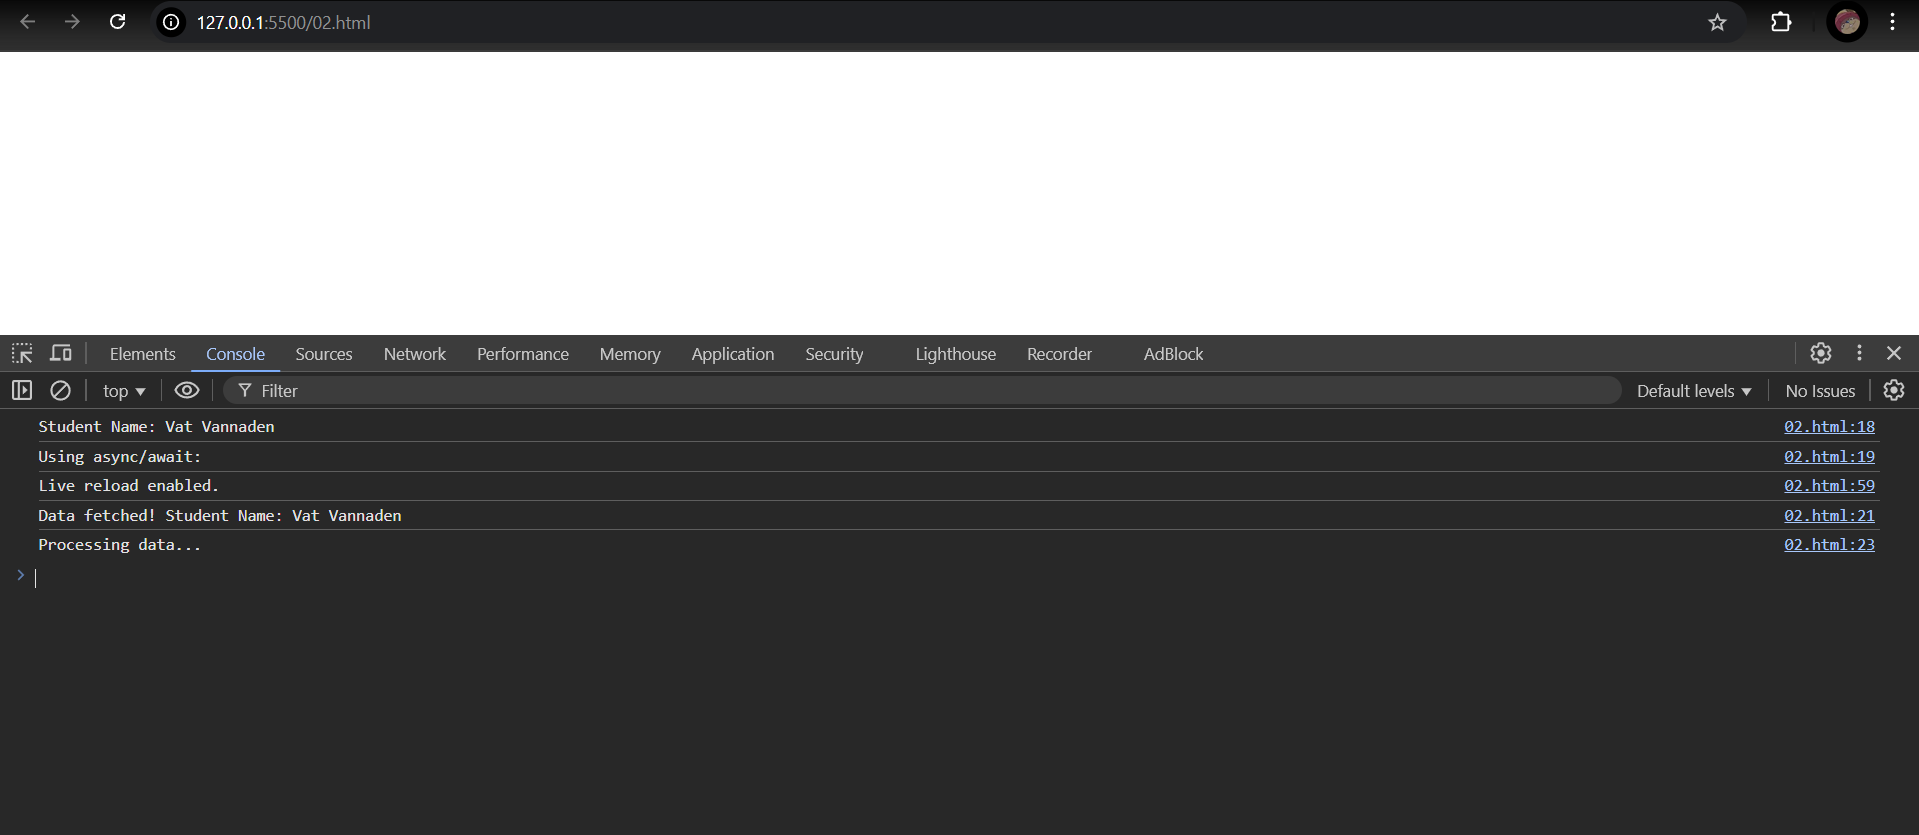 127.0.0.1:5500/02.html
Elements Console Sources Network Performance Memory Application Security Lighthouse Recorder AdBlock
top Filter Default levels No Issues
Student Name: Vat Vannaden 02.html:18
Using async/await: 02.html:19
Live reload enabled. 02.html:59
Data fetched! Student Name: Vat Vannaden 02.html:21
Processing data... 02.html:23